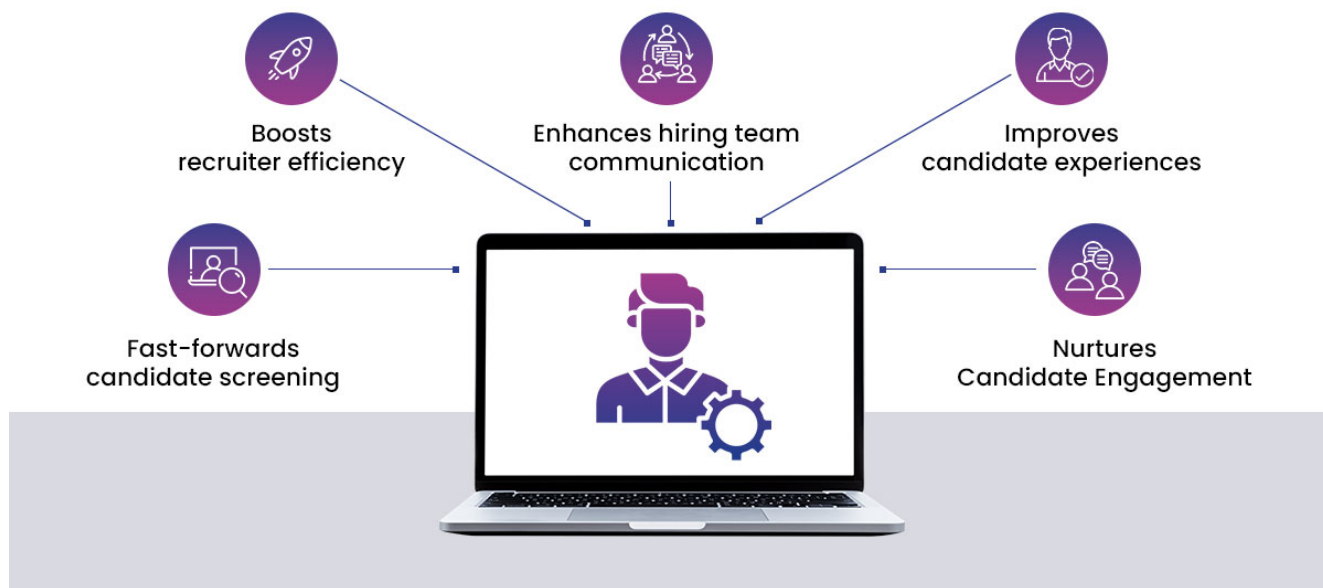 Boosts
recruiter efficiency
Enhances hiring team
communication
Improves
candidate experiences
Fast-forwards
candidate screening
Nurtures
Candidate Engagement